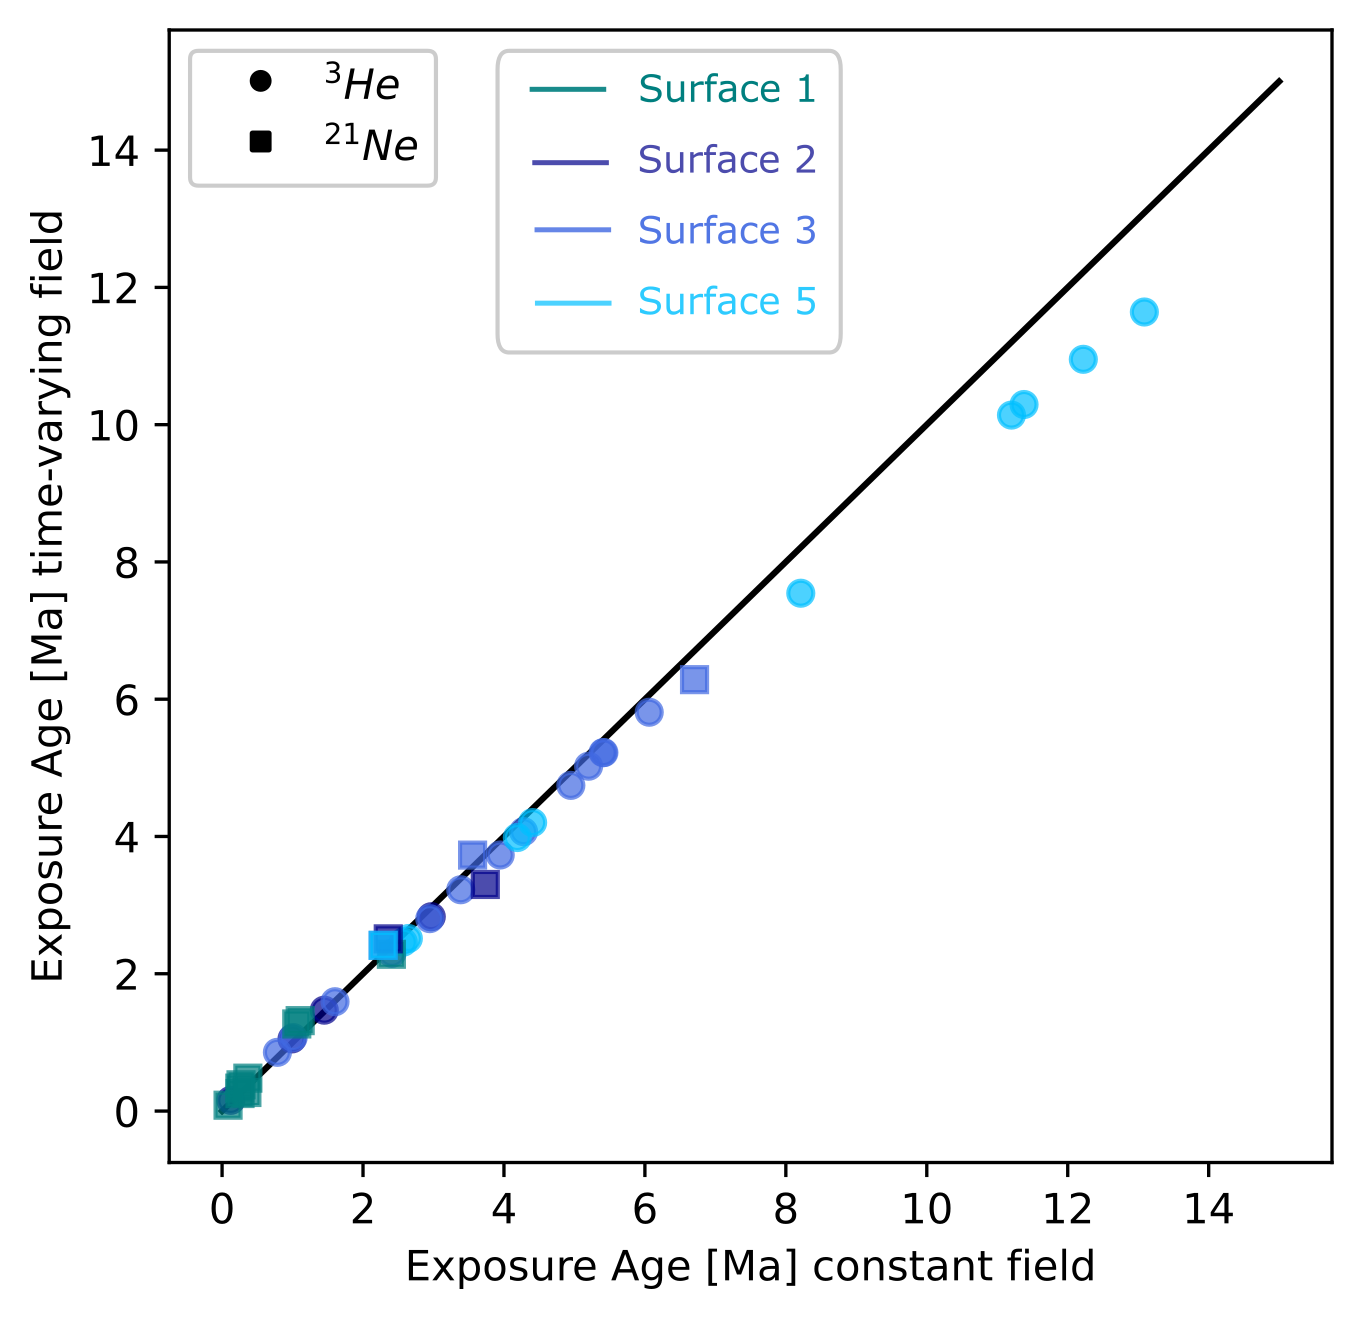 ³He
²¹Ne
Surface 1
Surface 2
Surface 3
Surface 5
Exposure Age [Ma] time-varying field
14
12
10
8
6
4
2
0
0 2 4 6 8 10 12 14
Exposure Age [Ma] constant field